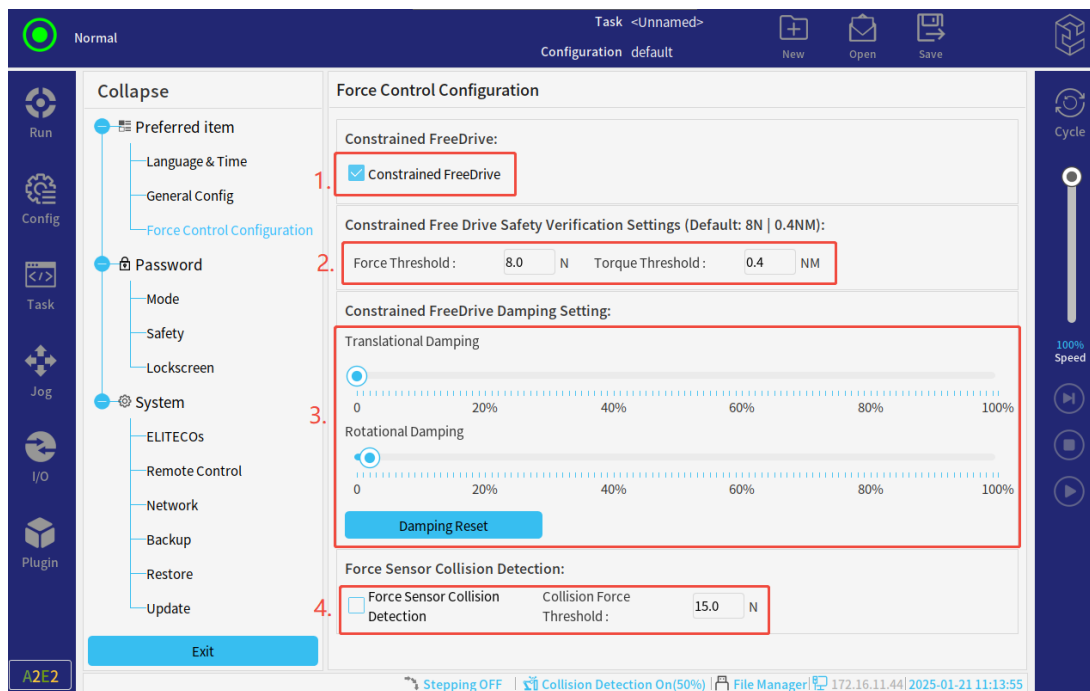 Normal
Task <Unnamed>
Configuration default
New
Open
Save
Run
Config
Task
Jog
I/O
Plugin
A2E2
Collapse
Preferred item
Language & Time
General Config
Force Control Configuration
Password
Mode
Safety
Lockscreen
System
ELITECOs
Remote Control
Network
Backup
Restore
Update
Exit
Force Control Configuration
Constrained FreeDrive:
1. Constrained FreeDrive
Constrained Free Drive Safety Verification Settings (Default: 8N | 0.4NM):
2. Force Threshold : 8.0 N Torque Threshold : 0.4 NM
Constrained FreeDrive Damping Setting:
Translational Damping
0 20% 40% 60% 80% 100%
3.
Rotational Damping
0 20% 40% 60% 80% 100%
Damping Reset
Force Sensor Collision Detection:
4. Force Sensor Collision Detection Collision Force Threshold : 15.0 N
Cycle
100%
Speed
Stepping OFF | Collision Detection On(50%) | File Manager | 172.16.11.44 | 2025-01-21 11:13:55